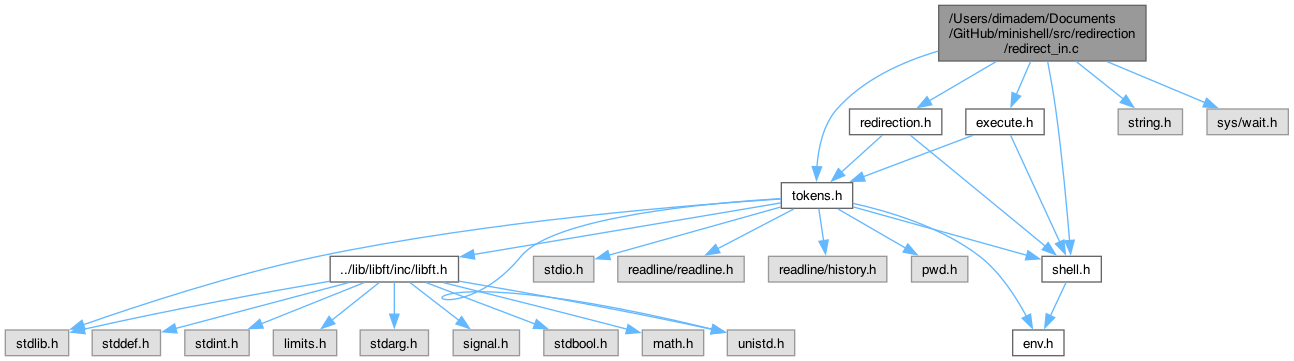 /Users/dimadem/Documents
/GitHub/minishell/src/redirection
/redirect_in.c
redirection.h
execute.h
string.h
sys/wait.h
tokens.h
../lib/libft/inc/libft.h
stdio.h
readline/readline.h
readline/history.h
pwd.h
shell.h
stdlib.h
stddef.h
stdint.h
limits.h
stdarg.h
signal.h
stdbool.h
math.h
unistd.h
env.h